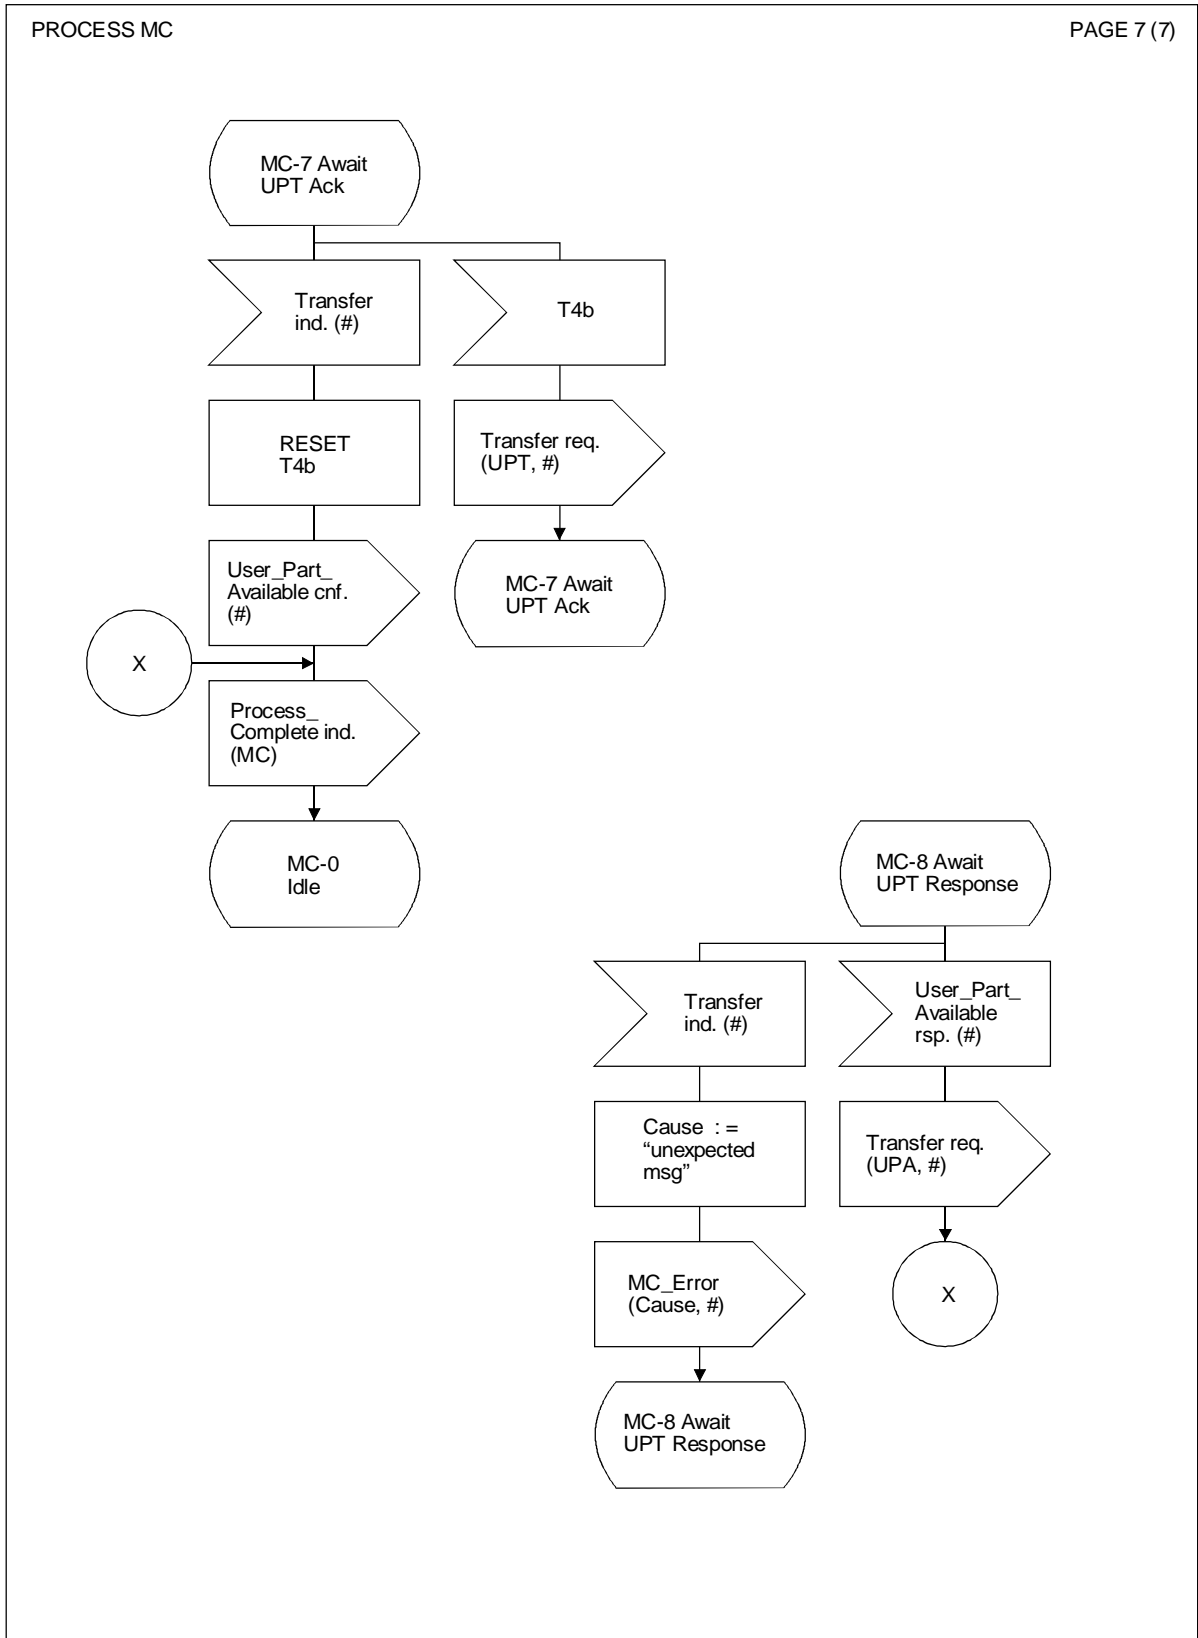 PROCESS MC
PAGE 7 (7)
MC-7 Await
UPT Ack
Transfer
ind. (#)
T4b
RESET
T4b
Transfer req.
(UPT, #)
User_Part_
Available cnf.
(#)
MC-7 Await
UPT Ack
X
Process_
Complete ind.
(MC)
MC-0
Idle
MC-8 Await
UPT Response
Transfer
ind. (#)
User_Part_
Available
rsp. (#)
Cause : =
“unexpected
msg”
Transfer req.
(UPA, #)
MC_Error
(Cause, #)
X
MC-8 Await
UPT Response